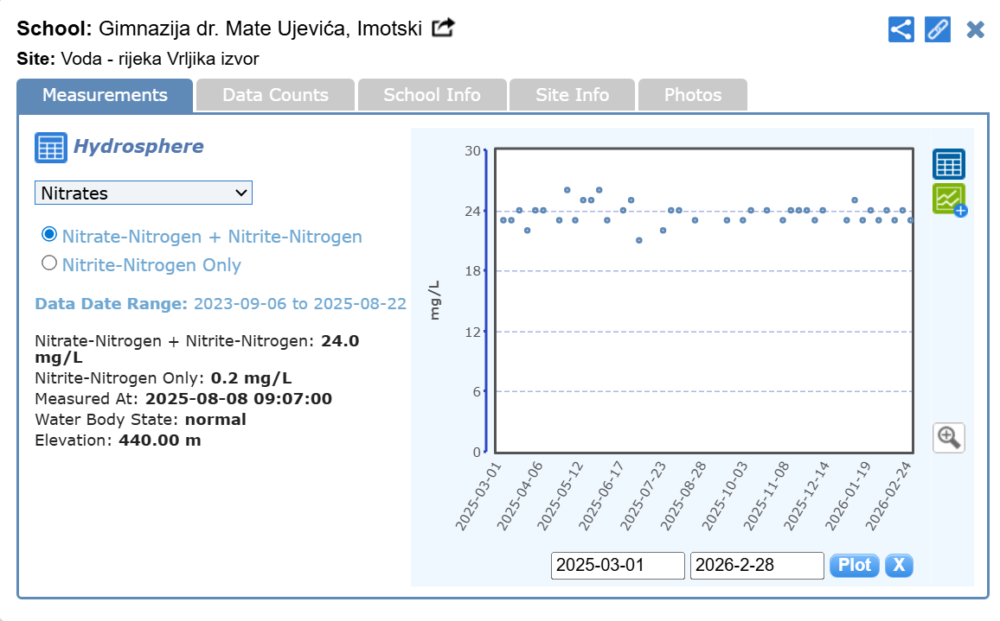 School: Gimnazija dr. Mate Ujevića, Imotski
Site: Voda - rijeka Vrljika izvor
Measurements
Data Counts
School Info
Site Info
Photos
Hydrosphere
Nitrates
Nitrate-Nitrogen + Nitrite-Nitrogen
Nitrite-Nitrogen Only
Data Date Range: 2023-09-06 to 2025-08-22
Nitrate-Nitrogen + Nitrite-Nitrogen: 24.0
mg/L
Nitrite-Nitrogen Only: 0.2 mg/L
Measured At: 2025-08-08 09:07:00
Water Body State: normal
Elevation: 440.00 m
30
24
18
12
6
0
mg/L
2025-03-01
2025-04-06
2025-05-12
2025-06-17
2025-07-23
2025-08-28
2025-10-03
2025-11-08
2025-12-14
2026-01-19
2026-02-24
2025-03-01
2026-2-28
Plot
X